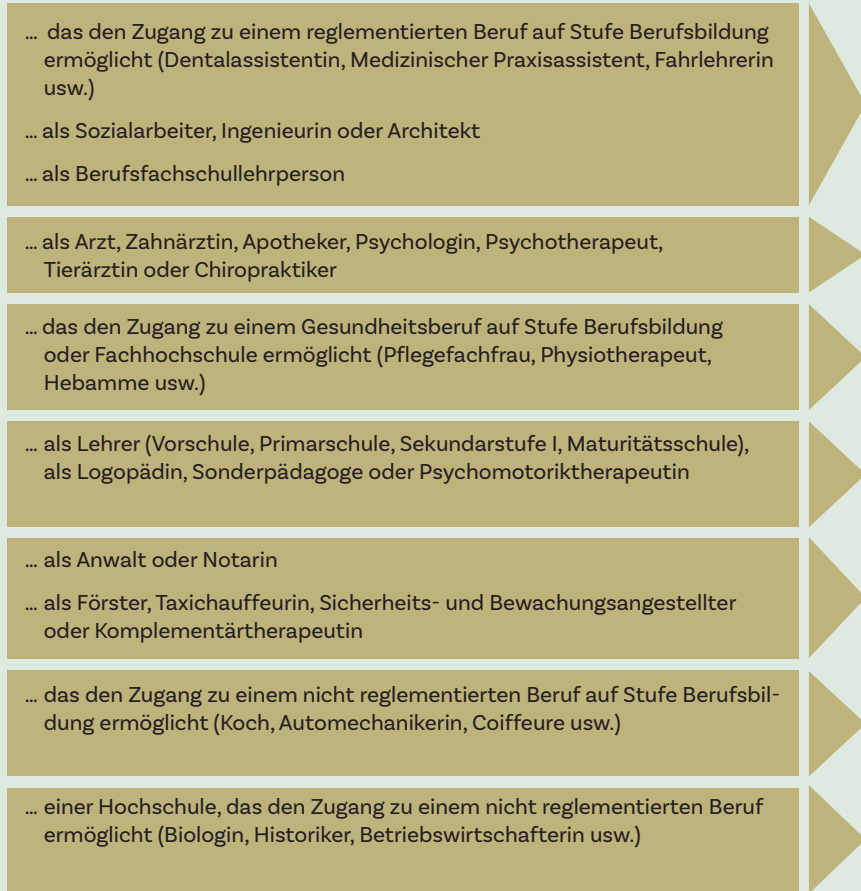 … das den Zugang zu einem reglementierten Beruf auf Stufe Berufsbildung
ermöglicht (Dentalassistentin, Medizinischer Praxisassistent, Fahrlehrerin
usw.)
… als Sozialarbeiter, Ingenieurin oder Architekt
… als Berufsfachschullehrperson
… als Arzt, Zahnärztin, Apotheker, Psychologin, Psychotherapeut,
Tierärztin oder Chiropraktiker
… das den Zugang zu einem Gesundheitsberuf auf Stufe Berufsbildung
oder Fachhochschule ermöglicht (Pflegefachfrau, Physiotherapeut,
Hebamme usw.)
… als Lehrer (Vorschule, Primarschule, Sekundarstufe I, Maturitätsschule),
als Logopädin, Sonderpädagoge oder Psychomotoriktherapeutin
… als Anwalt oder Notarin
… als Förster, Taxichauffeurin, Sicherheits- und Bewachungsangestellter
oder Komplementärtherapeutin
… das den Zugang zu einem nicht reglementierten Beruf auf Stufe Berufsbil-
dung ermöglicht (Koch, Automechanikerin, Coiffeure usw.)
… einer Hochschule, das den Zugang zu einem nicht reglementierten Beruf
ermöglicht (Biologin, Historiker, Betriebswirtschafterin usw.)